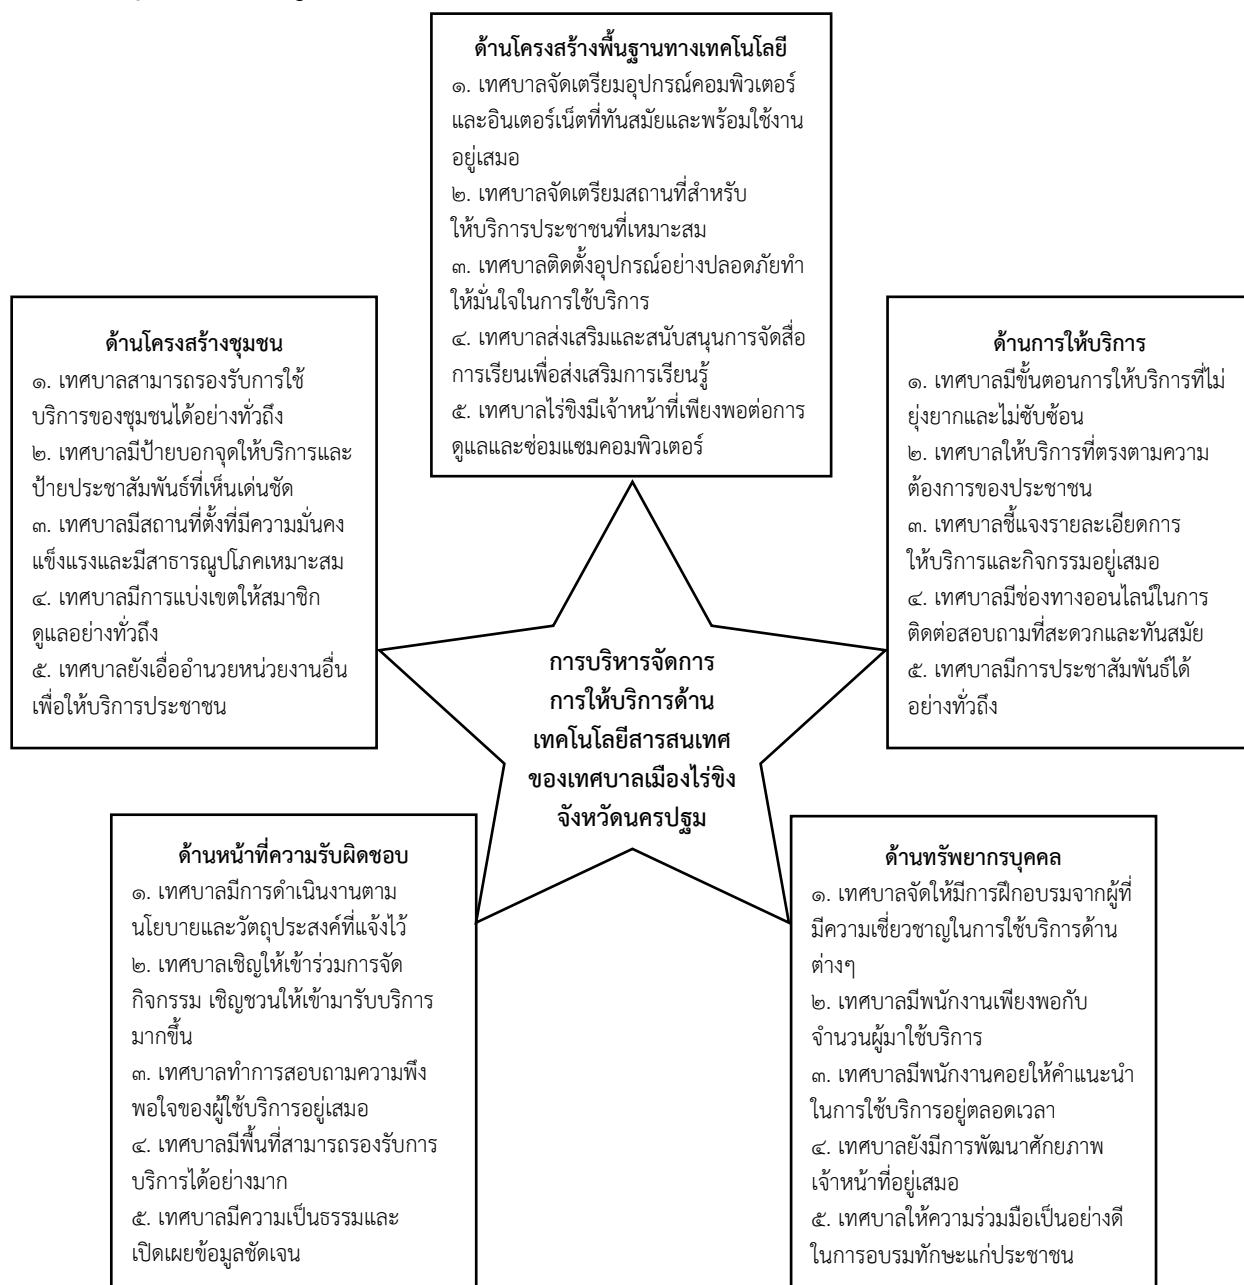 ด้านโครงสร้างพื้นฐานทางเทคโนโลยี
๑. เทศบาลจัดเตรียมอุปกรณ์คอมพิวเตอร์
และอินเตอร์เน็ตที่ทันสมัยและพร้อมใช้งาน
อยู่เสมอ
๒. เทศบาลจัดเตรียมสถานที่สำหรับ
ให้บริการประชาชนที่เหมาะสม
๓. เทศบาลติดตั้งอุปกรณ์อย่างปลอดภัยทำ
ให้มั่นใจในการใช้บริการ
๔. เทศบาลส่งเสริมและสนับสนุนการจัดสื่อ
การเรียนเพื่อส่งเสริมการเรียนรู้
๕. เทศบาลไร่ขิงมีเจ้าหน้าที่เพียงพอต่อการ
ดูแลและซ่อมแซมคอมพิวเตอร์
ด้านโครงสร้างชุมชน
๑. เทศบาลสามารถรองรับการใช้
บริการของชุมชนได้อย่างทั่วถึง
๒. เทศบาลมีป้ายบอกจุดให้บริการและ
ป้ายประชาสัมพันธ์ที่เห็นเด่นชัด
๓. เทศบาลมีสถานที่ตั้งที่มีความมั่นคง
แข็งแรงและมีสาธารณูปโภคเหมาะสม
๔. เทศบาลมีการแบ่งเขตให้สมาชิก
ดูแลอย่างทั่วถึง
๕. เทศบาลยังเอื้ออำนวยหน่วยงานอื่น
เพื่อให้บริการประชาชน
ด้านการให้บริการ
๑. เทศบาลมีขั้นตอนการให้บริการที่ไม่
ยุ่งยากและไม่ซับซ้อน
๒. เทศบาลให้บริการที่ตรงตามความ
ต้องการของประชาชน
๓. เทศบาลชี้แจงรายละเอียดการ
ให้บริการและกิจกรรมอยู่เสมอ
๔. เทศบาลมีช่องทางออนไลน์ในการ
ติดต่อสอบถามที่สะดวกและทันสมัย
๕. เทศบาลมีการประชาสัมพันธ์ได้
อย่างทั่วถึง
การบริหารจัดการ
การให้บริการด้าน
เทคโนโลยีสารสนเทศ
ของเทศบาลเมืองไร่ขิง
จังหวัดนครปฐม
ด้านหน้าที่ความรับผิดชอบ
๑. เทศบาลมีการดำเนินงานตาม
นโยบายและวัตถุประสงค์ที่แจ้งไว้
๒. เทศบาลเชิญให้เข้าร่วมการจัด
กิจกรรม เชิญชวนให้เข้ามารับบริการ
มากขึ้น
๓. เทศบาลทำการสอบถามความพึง
พอใจของผู้ใช้บริการอยู่เสมอ
๔. เทศบาลมีพื้นที่สามารถรองรับการ
บริการได้อย่างมาก
๕. เทศบาลมีความเป็นธรรมและ
เปิดเผยข้อมูลชัดเจน
ด้านทรัพยากรบุคคล
๑. เทศบาลจัดให้มีการฝึกอบรมจากผู้ที่
มีความเชี่ยวชาญในการใช้บริการด้าน
ต่างๆ
๒. เทศบาลมีพนักงานเพียงพอกับ
จำนวนผู้มาใช้บริการ
๓. เทศบาลมีพนักงานคอยให้คำแนะนำ
ในการใช้บริการอยู่ตลอดเวลา
๔. เทศบาลยังมีการพัฒนาศักยภาพ
เจ้าหน้าที่อยู่เสมอ
๕. เทศบาลให้ความร่วมมือเป็นอย่างดี
ในการอบรมทักษะแก่ประชาชน